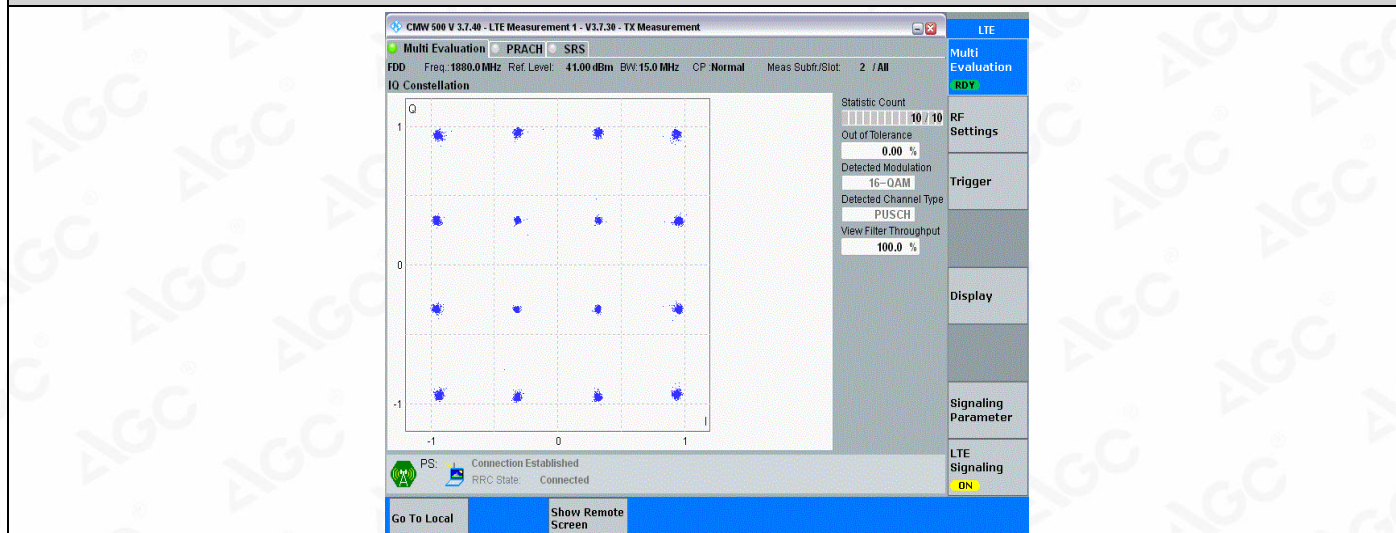 CMW 500 V 3.7.40 - LTE Measurement 1 - V3.7.30 - TX Measurement
LTE
Multi Evaluation PRACH SRS
Multi
Evaluation
RDY
FDD Freq.:1880.0 MHz Ref. Level: 41.00 dBm BW:15.0 MHz CP :Normal Meas Subfr./Slot: 2 / All
IQ Constellation
Q
1
0
-1
-1 0 1
I
Statistic Count
10 / 10
Out of Tolerance
0.00 %
Detected Modulation
16-QAM
Detected Channel Type
PUSCH
View Filter Throughput
100.0 %
RF
Settings
Trigger
Display
Signaling
Parameter
LTE
Signaling
ON
PS: Connection Established
RRC State: Connected
Go To Local
Show Remote
Screen
AGC